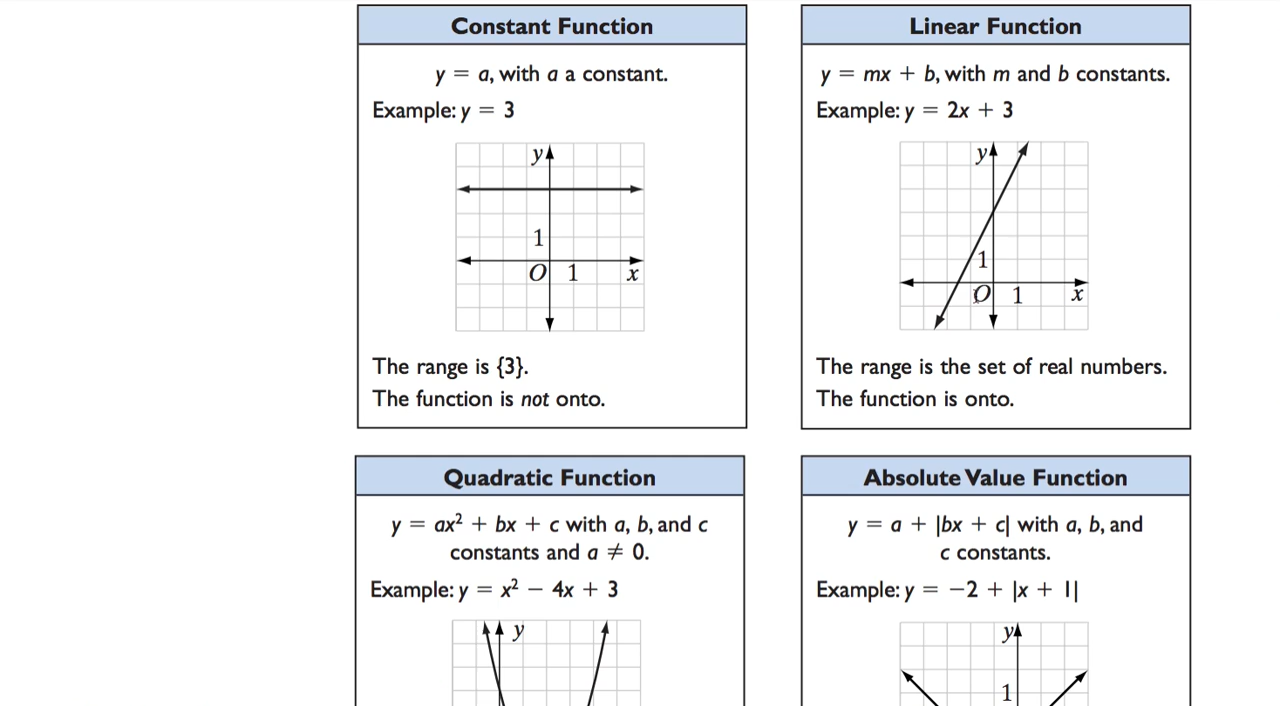 Constant Function
y = a, with a a constant.
Example: y = 3
y
1
O 1 x
The range is {3}.
The function is not onto.
Linear Function
y = mx + b, with m and b constants.
Example: y = 2x + 3
y
1
O 1 x
The range is the set of real numbers.
The function is onto.
Quadratic Function
y = ax² + bx + c with a, b, and c
constants and a ≠ 0.
Example: y = x² − 4x + 3
y
Absolute Value Function
y = a + |bx + c| with a, b, and
c constants.
Example: y = −2 + |x + 1|
y
1